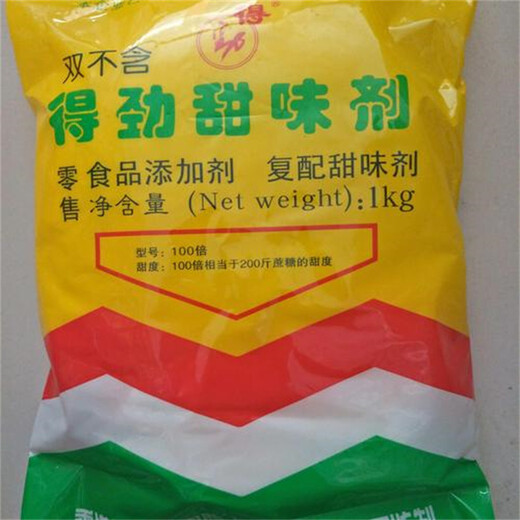 得
双不含
得劲甜味剂
零食品添加剂 复配甜味剂
售净含量 (Net weight):1kg
型号:100倍
甜度:100倍相当于200斤蔗糖的甜度